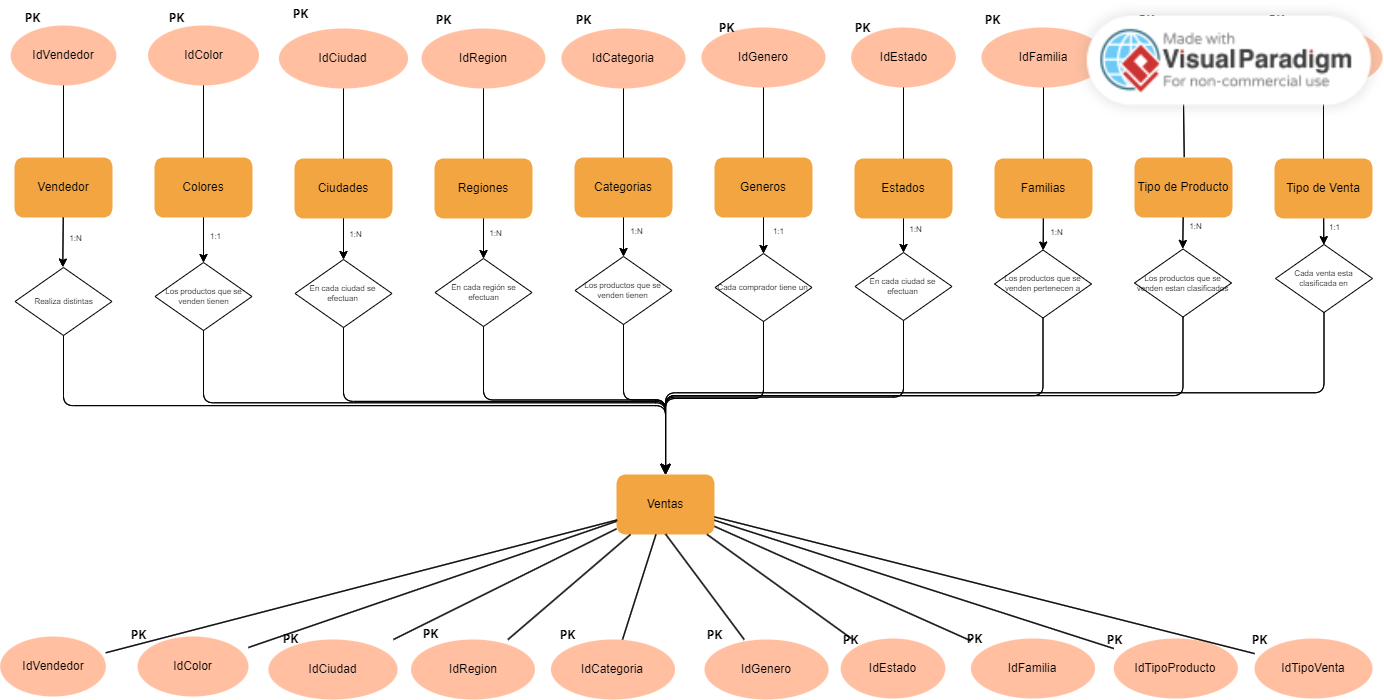 PK PK PK PK PK PK PK PK
IdVendedor IdColor IdCiudad IdRegion IdCategoria IdGenero IdEstado IdFamilia
Made with
Visual Paradigm
For non-commercial use
Vendedor Colores Ciudades Regiones Categorias Generos Estados Familias Tipo de Producto Tipo de Venta
1:N 1:1 1:N 1:N 1:N 1:1 1:N 1:N 1:N 1:1
Realiza distintas
Los productos que se
venden tienen
En cada ciudad se
efectuan
En cada región se
efectuan
Los productos que se
venden tienen
Cada comprador tiene un
En cada ciudad se
efectuan
Los productos que se
venden pertenecen a
Los productos que se
venden estan clasificados
Cada venta esta
clasificada en
Ventas
PK PK PK PK PK PK PK PK PK
IdVendedor IdColor IdCiudad IdRegion IdCategoria IdGenero IdEstado IdFamilia IdTipoProducto IdTipoVenta